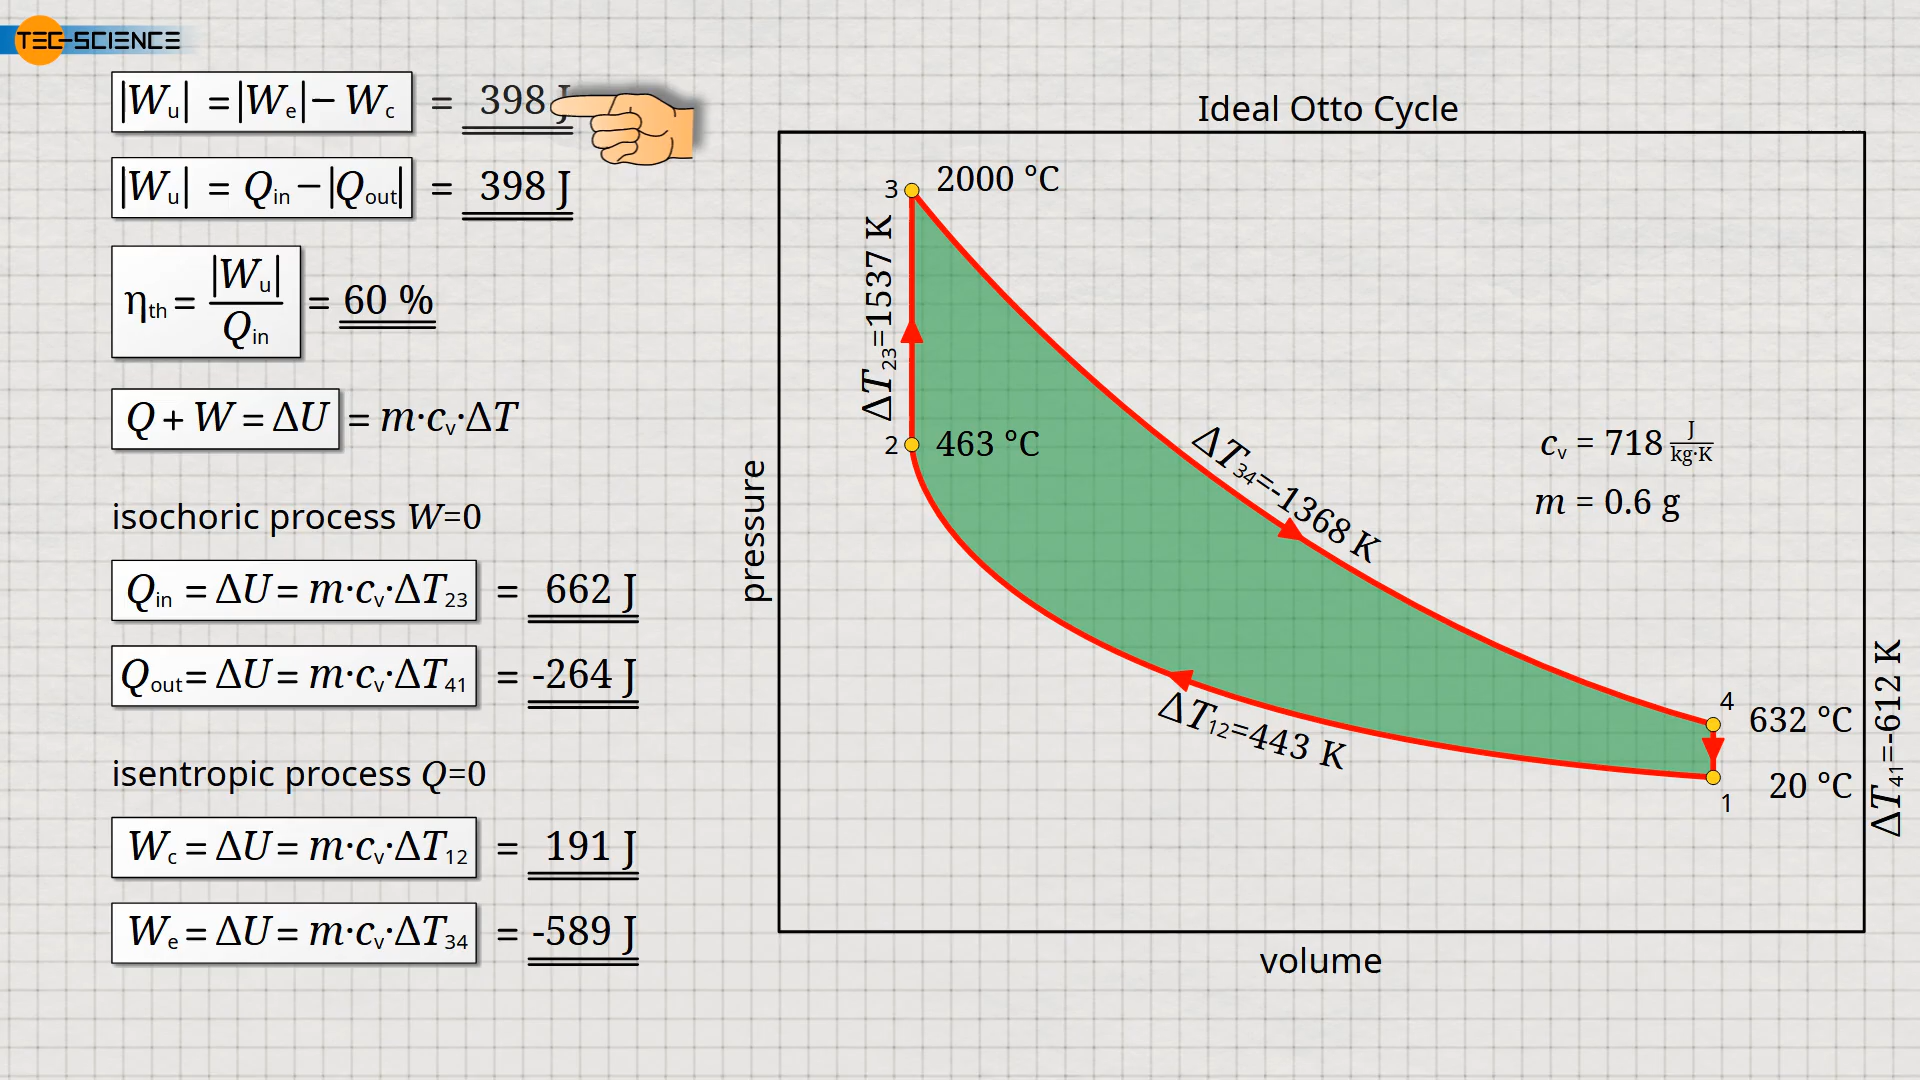 TEC-SCIENCE
|Wu| = |We| − Wc = 398 J
|Wu| = Qin − |Qout| = 398 J
ηth = |Wu| / Qin = 60 %
Q + W = ΔU = m·cv·ΔT
isochoric process W=0
Qin = ΔU = m·cv·ΔT23 = 662 J
Qout = ΔU = m·cv·ΔT41 = -264 J
isentropic process Q=0
Wc = ΔU = m·cv·ΔT12 = 191 J
We = ΔU = m·cv·ΔT34 = -589 J
Ideal Otto Cycle
3 2000 °C
ΔT23=1537 K
2 463 °C
ΔT34=-1368 K
cv = 718 J/kg·K
m = 0.6 g
pressure
ΔT12=443 K
4
632 °C
20 °C
1
ΔT41=-612 K
volume